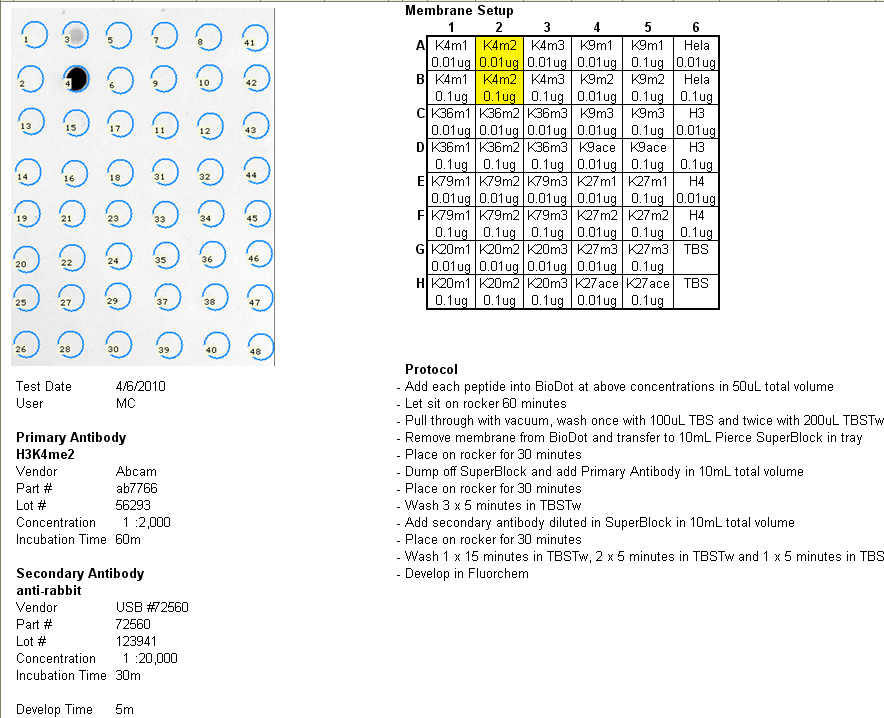 1 3 5 7 8 41
2 4 6 9 10 42
13 15 17 11 12 43
14 16 18 31 32 44
19 21 23 33 34 45
20 22 24 35 36 46
25 27 29 37 38 47
26 28 30 39 40 48
Membrane Setup
1 2 3 4 5 6
A K4m1 K4m2 K4m3 K9m1 K9m1 Hela
0.01ug 0.01ug 0.01ug 0.01ug 0.1ug 0.01ug
B K4m1 K4m2 K4m3 K9m2 K9m2 Hela
0.1ug 0.1ug 0.1ug 0.01ug 0.1ug 0.1ug
C K36m1 K36m2 K36m3 K9m3 K9m3 H3
0.01ug 0.01ug 0.01ug 0.01ug 0.1ug 0.01ug
D K36m1 K36m2 K36m3 K9ace K9ace H3
0.1ug 0.1ug 0.1ug 0.01ug 0.1ug 0.1ug
E K79m1 K79m2 K79m3 K27m1 K27m1 H4
0.01ug 0.01ug 0.01ug 0.01ug 0.1ug 0.01ug
F K79m1 K79m2 K79m3 K27m2 K27m2 H4
0.1ug 0.1ug 0.1ug 0.01ug 0.1ug 0.1ug
G K20m1 K20m2 K20m3 K27m3 K27m3 TBS
0.01ug 0.01ug 0.01ug 0.01ug 0.1ug
H K20m1 K20m2 K20m3 K27ace K27ace TBS
0.1ug 0.1ug 0.1ug 0.01ug 0.1ug
Test Date 4/6/2010
User MC
Primary Antibody
H3K4me2
Vendor Abcam
Part # ab7766
Lot # 56293
Concentration 1 :2,000
Incubation Time 60m
Secondary Antibody
anti-rabbit
Vendor USB #72560
Part # 72560
Lot # 123941
Concentration 1 :20,000
Incubation Time 30m
Develop Time 5m
Protocol
- Add each peptide into BioDot at above concentrations in 50uL total volume
- Let sit on rocker 60 minutes
- Pull through with vacuum, wash once with 100uL TBS and twice with 200uL TBSTw
- Remove membrane from BioDot and transfer to 10mL Pierce SuperBlock in tray
- Place on rocker for 30 minutes
- Dump off SuperBlock and add Primary Antibody in 10mL total volume
- Place on rocker for 30 minutes
- Wash 3 x 5 minutes in TBSTw
- Add secondary antibody diluted in SuperBlock in 10mL total volume
- Place on rocker for 30 minutes
- Wash 1 x 15 minutes in TBSTw, 2 x 5 minutes in TBSTw and 1 x 5 minutes in TBS
- Develop in Fluorchem